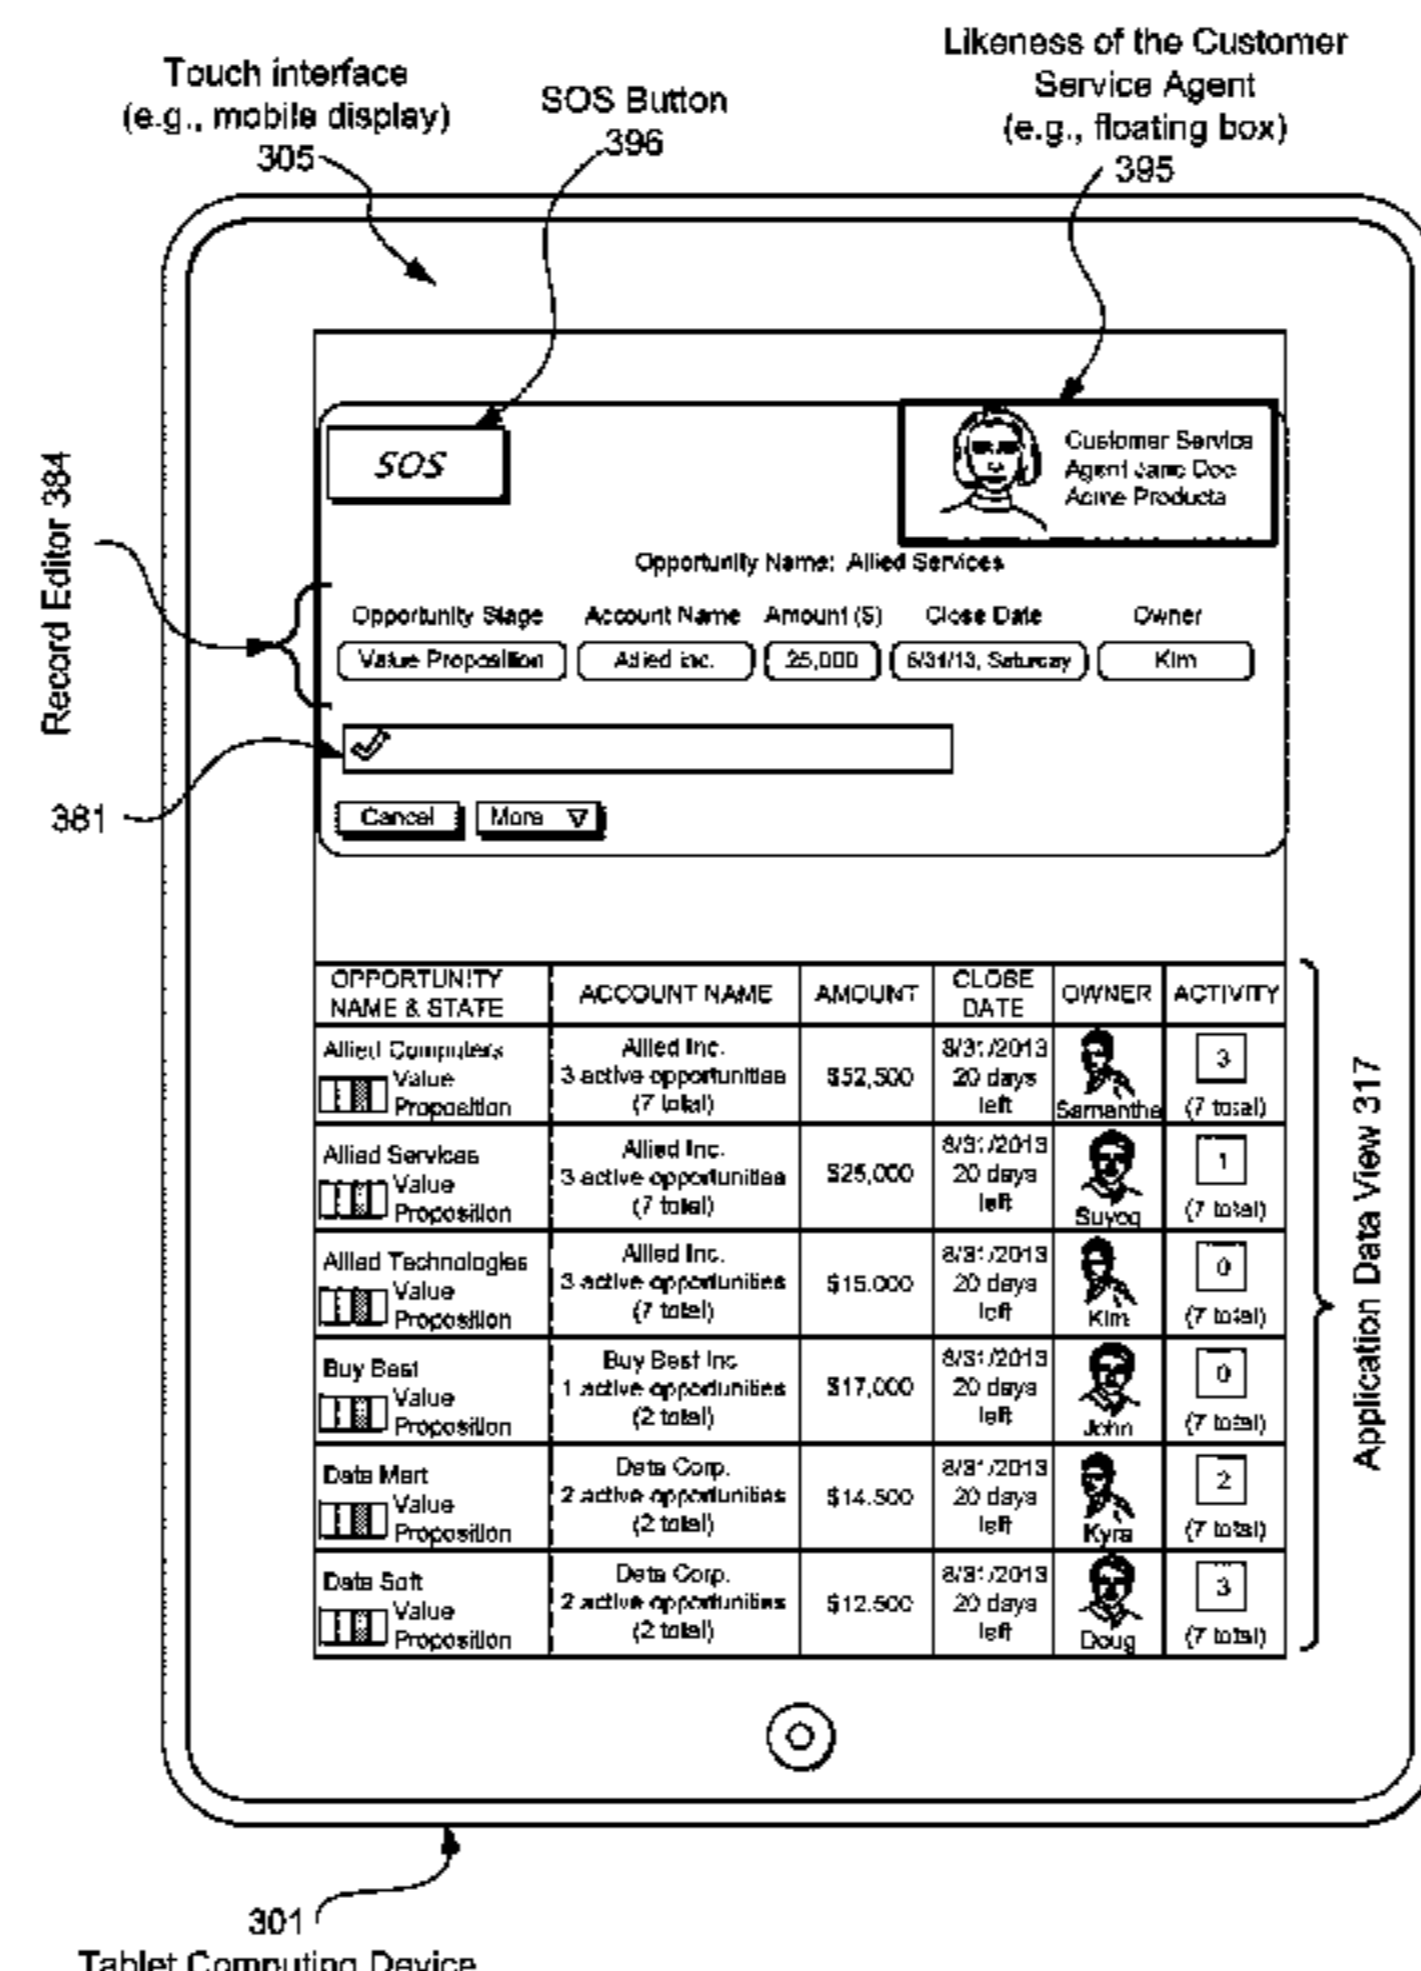 Touch interface
(e.g., mobile display)
305
SOS Button
396
Likeness of the Customer
Service Agent
(e.g., floating box)
395
SOS
Customer Service
Agent Jane Doe
Acme Products
Record Editor 384
Opportunity Name: Allied Services
Opportunity Stage Account Name Amount ($) Close Date Owner
Value Proposition Allied Inc. 25,000 Saturday Kim
381
Cancel More
OPPORTUNITY NAME & STATE ACCOUNT NAME AMOUNT CLOSE DATE OWNER ACTIVITY
Allied Computers Value Proposition Allied Inc. 3 active opportunities (7 total) $52,500 8/31/2013 20 days left Samantha 3 (7 total)
Allied Services Value Proposition Allied Inc. 3 active opportunities (7 total) $25,000 8/31/2013 20 days left Suyog 1 (7 total)
Allied Technologies Value Proposition Allied Inc. 3 active opportunities (7 total) $15,000 8/31/2013 20 days left Kim 0 (7 total)
Buy Best Value Proposition Buy Best Inc 1 active opportunities (2 total) $17,000 8/31/2013 20 days left John 0 (7 total)
Data Mart Value Proposition Data Corp. 2 active opportunities (2 total) $14,500 8/31/2013 20 days left Kyra 2 (7 total)
Data Soft Value Proposition Data Corp. 2 active opportunities (2 total) $12,500 8/31/2013 20 days left Doug 3 (7 total)
Application Data View 317
301
Tablet Computing Device